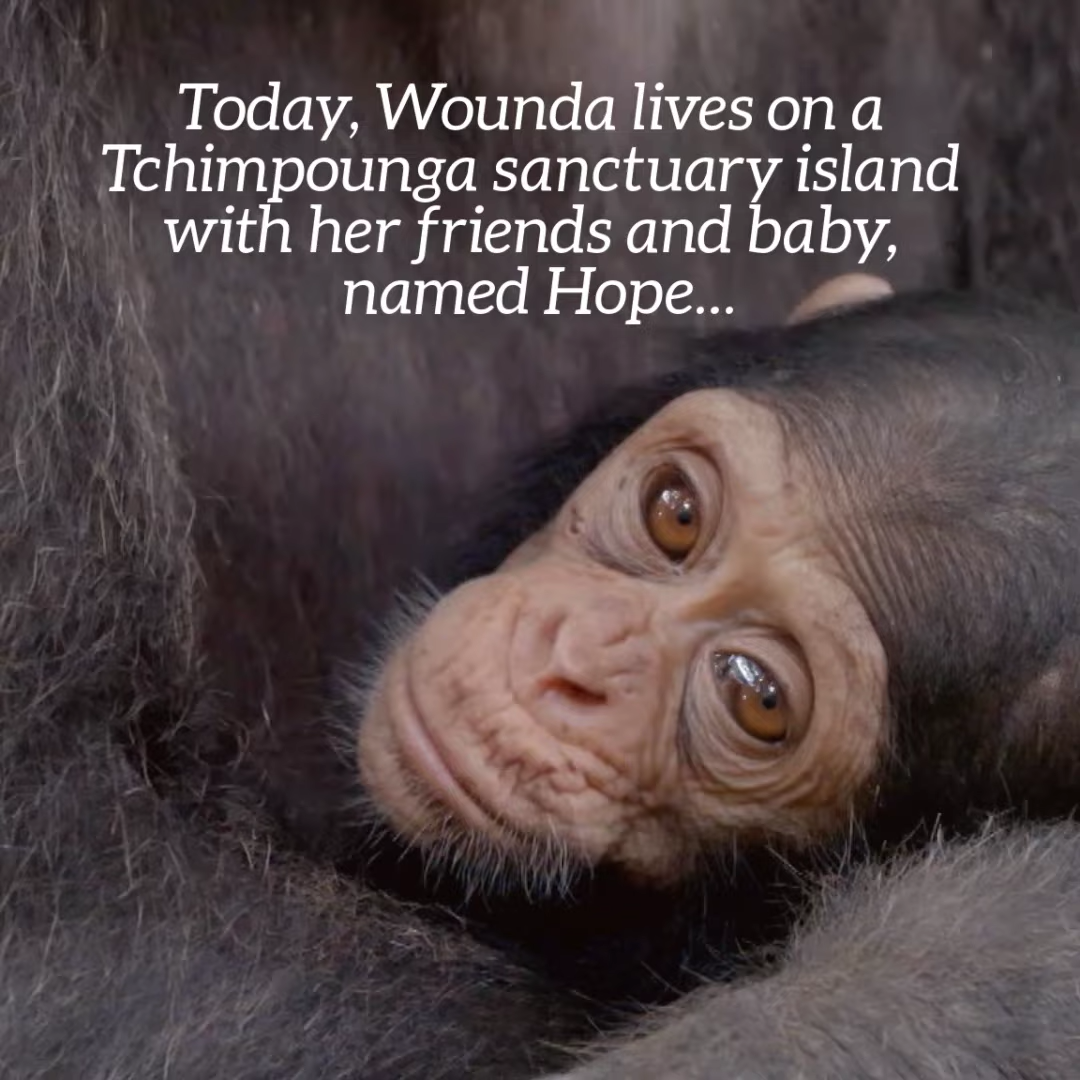 Today, Wounda lives on a
Tchimpounga sanctuary island
with her friends and baby,
named Hope...